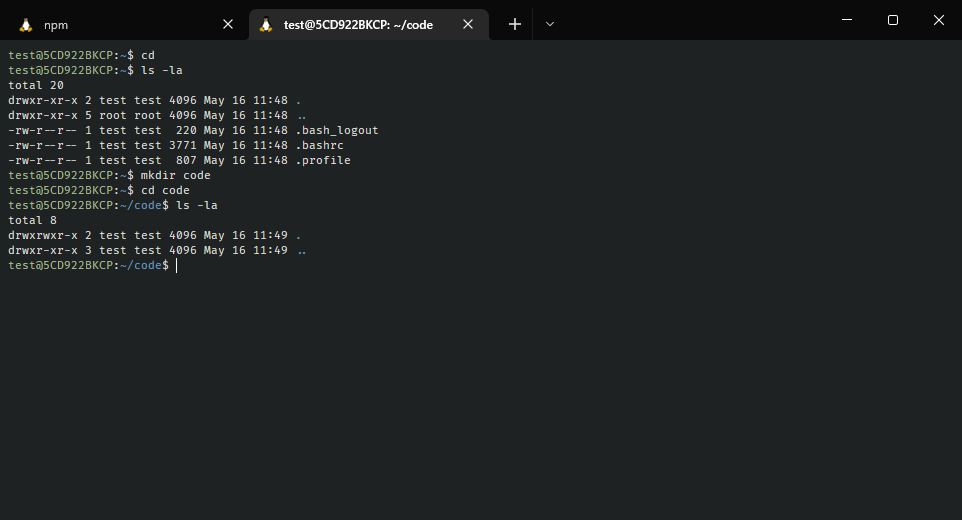 npm
test@5CD922BKCP: ~/code
test@5CD922BKCP:~$ cd
test@5CD922BKCP:~$ ls -la
total 20
drwxr-xr-x 2 test test 4096 May 16 11:48 .
drwxr-xr-x 5 root root 4096 May 16 11:48 ..
-rw-r--r-- 1 test test  220 May 16 11:48 .bash_logout
-rw-r--r-- 1 test test 3771 May 16 11:48 .bashrc
-rw-r--r-- 1 test test  807 May 16 11:48 .profile
test@5CD922BKCP:~$ mkdir code
test@5CD922BKCP:~$ cd code
test@5CD922BKCP:~/code$ ls -la
total 8
drwxrwxr-x 2 test test 4096 May 16 11:49 .
drwxr-xr-x 3 test test 4096 May 16 11:49 ..
test@5CD922BKCP:~/code$